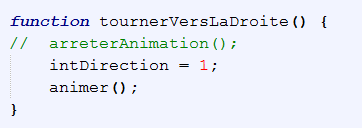 function tournerVersLaDroite() {
//  arreterAnimation();
    intDirection = 1;
    animer();
}